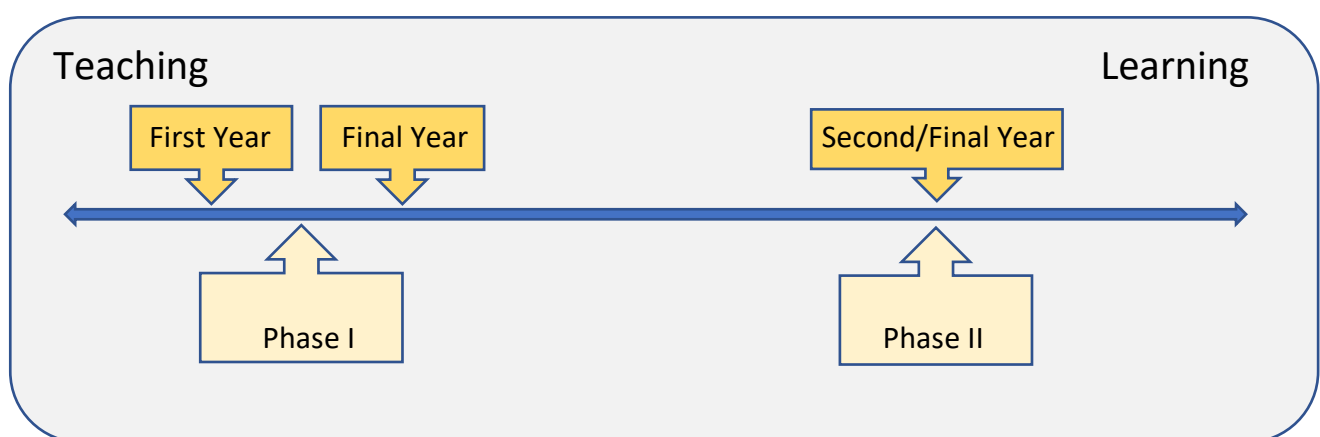 Teaching
Learning
First Year
Final Year
Second/Final Year
Phase I
Phase II